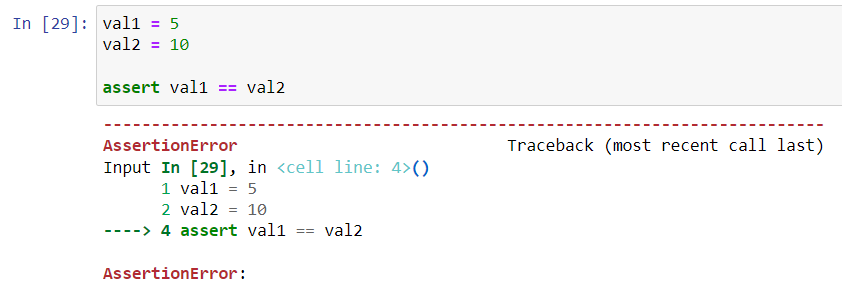 In [29]: val1 = 5
val2 = 10
assert val1 == val2
---------------------------------------------------------------------------
AssertionError                            Traceback (most recent call last)
Input In [29], in <cell line: 4>()
      1 val1 = 5
      2 val2 = 10
----> 4 assert val1 == val2
AssertionError: